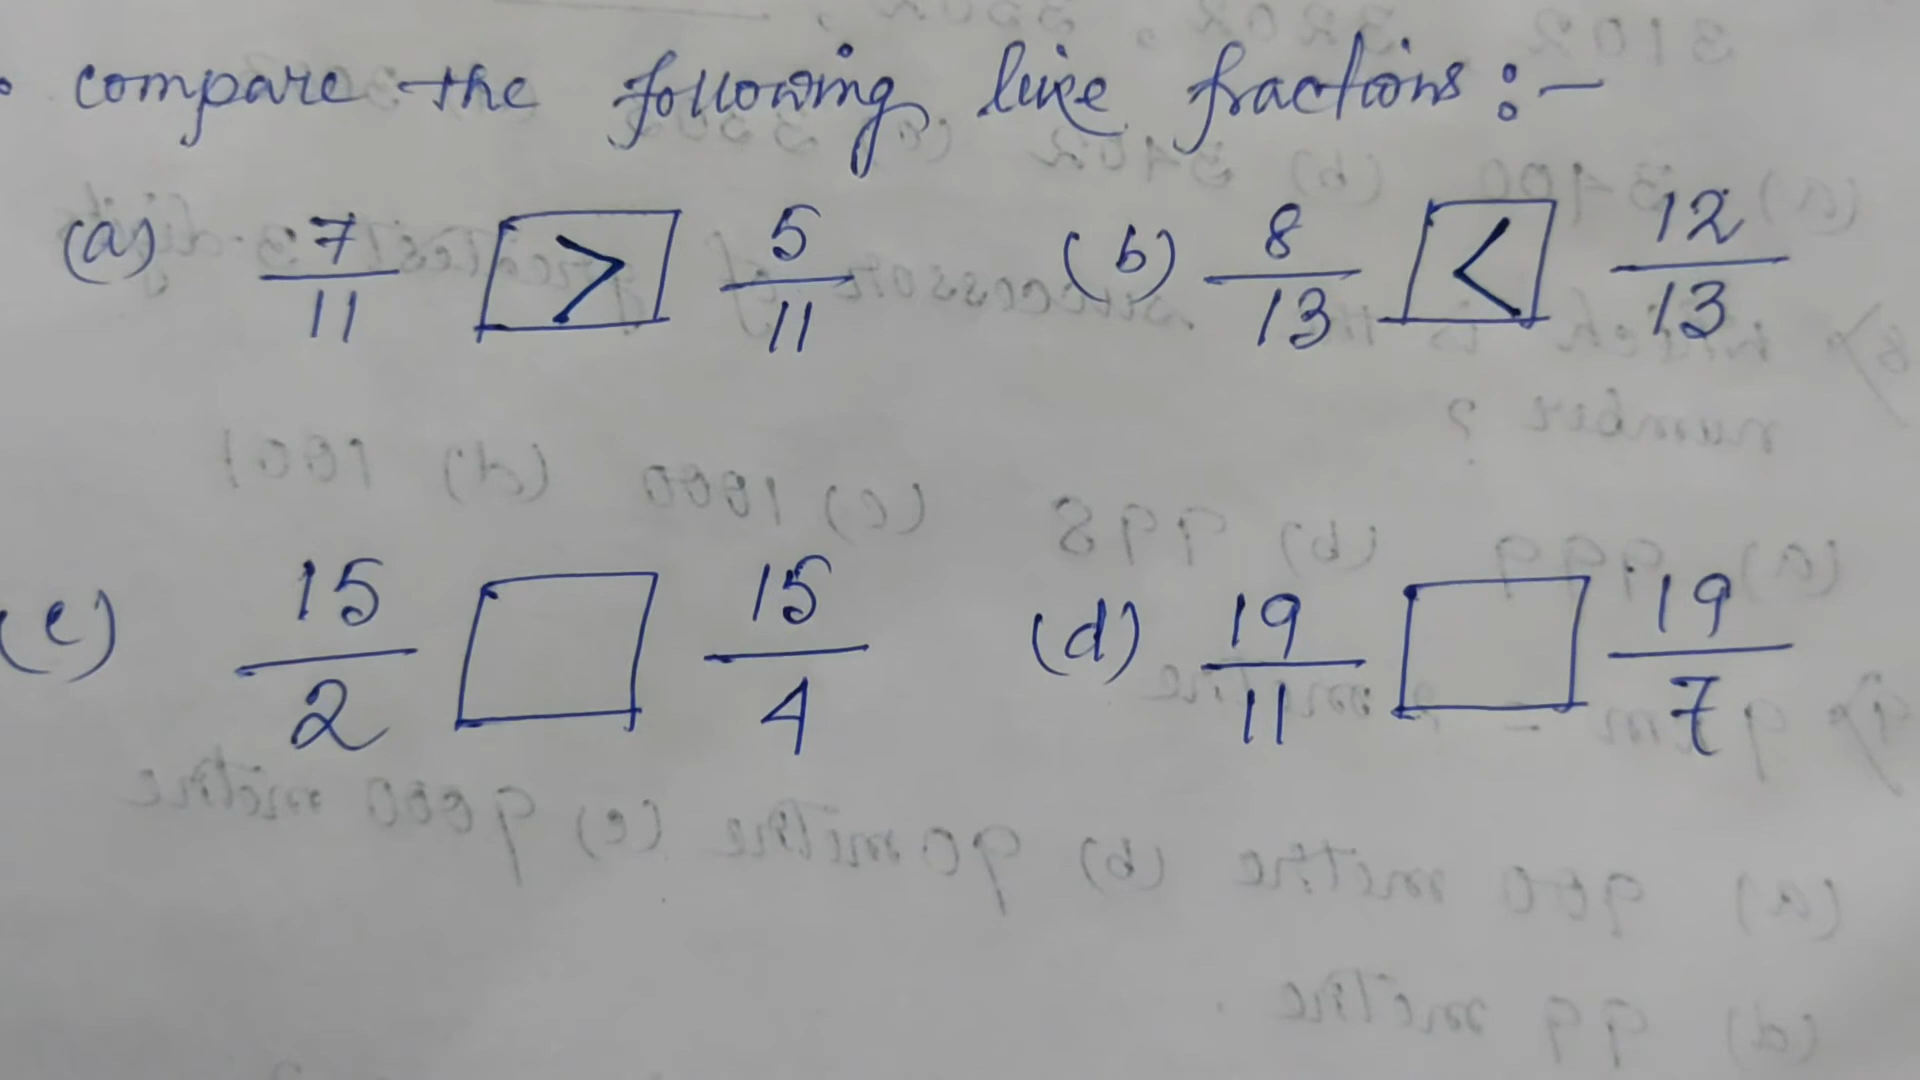 compare the following like fractions :-
(a) 7/11 > 5/11 (b) 8/13 < 12/13
(c) 15/2 □ 15/4 (d) 19/11 □ 19/7